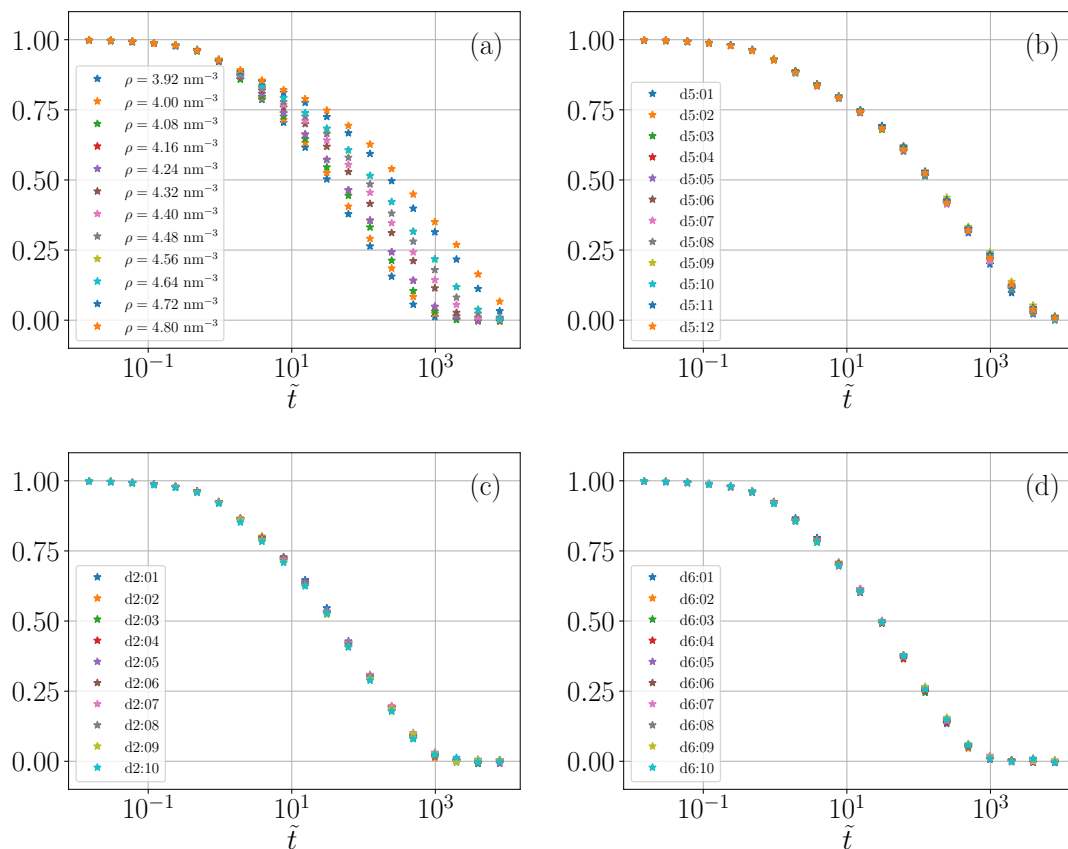 (a)
1.00
0.75
0.50
0.25
0.00
ρ = 3.92 nm⁻³
ρ = 4.00 nm⁻³
ρ = 4.08 nm⁻³
ρ = 4.16 nm⁻³
ρ = 4.24 nm⁻³
ρ = 4.32 nm⁻³
ρ = 4.40 nm⁻³
ρ = 4.48 nm⁻³
ρ = 4.56 nm⁻³
ρ = 4.64 nm⁻³
ρ = 4.72 nm⁻³
ρ = 4.80 nm⁻³
10⁻¹ 10¹ 10³
t̃
(b)
1.00
0.75
0.50
0.25
0.00
d5:01
d5:02
d5:03
d5:04
d5:05
d5:06
d5:07
d5:08
d5:09
d5:10
d5:11
d5:12
10⁻¹ 10¹ 10³
t̃
(c)
1.00
0.75
0.50
0.25
0.00
d2:01
d2:02
d2:03
d2:04
d2:05
d2:06
d2:07
d2:08
d2:09
d2:10
10⁻¹ 10¹ 10³
t̃
(d)
1.00
0.75
0.50
0.25
0.00
d6:01
d6:02
d6:03
d6:04
d6:05
d6:06
d6:07
d6:08
d6:09
d6:10
10⁻¹ 10¹ 10³
t̃